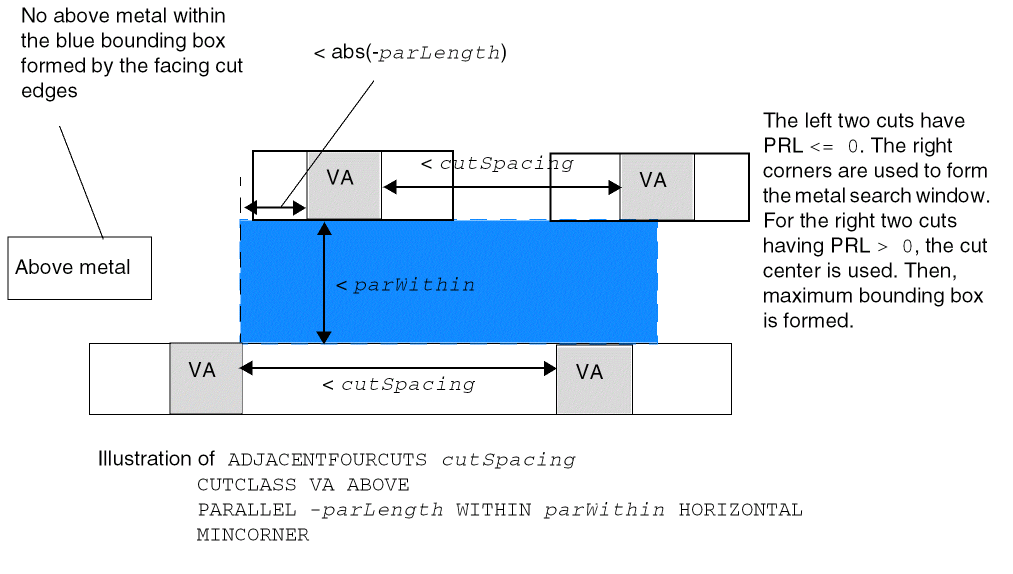 No above metal within
the blue bounding box
formed by the facing cut
edges
< abs(-parLength)
The left two cuts have
PRL <= 0. The right
corners are used to form
the metal search window.
For the right two cuts
having PRL > 0, the cut
center is used. Then,
maximum bounding box
is formed.
VA
< cutSpacing
VA
Above metal
< parWithin
VA
< cutSpacing
VA
Illustration of ADJACENTFOURCUTS cutSpacing
CUTCLASS VA ABOVE
PARALLEL -parLength WITHIN parWithin HORIZONTAL
MINCORNER